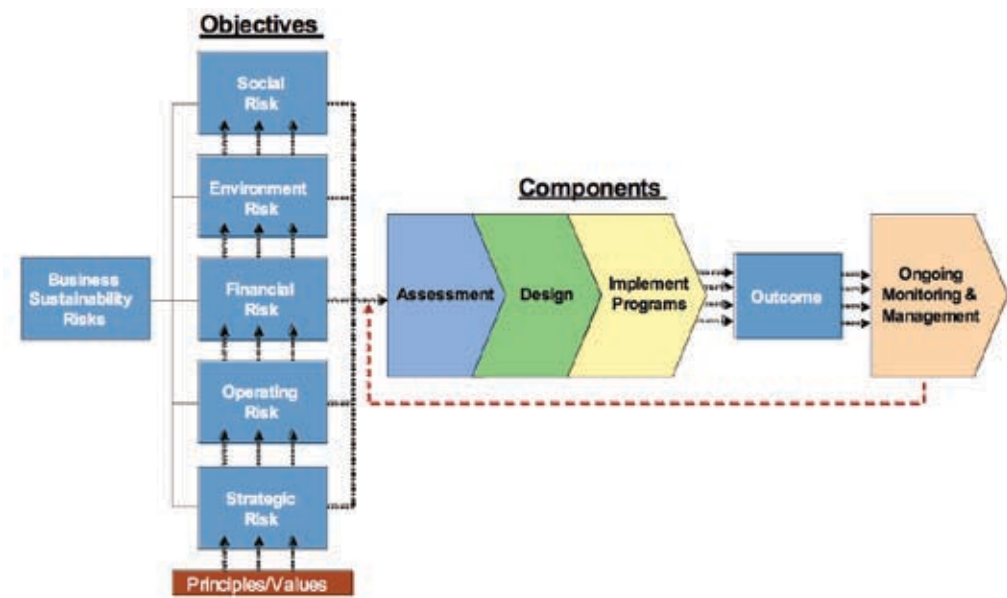 Objectives
Social
Risk
Environment
Risk
Business
Sustainability
Risks
Financial
Risk
Operating
Risk
Strategic
Risk
Principles/Values
Components
Assessment
Design
Implement
Programs
Outcome
Ongoing
Monitoring &
Management